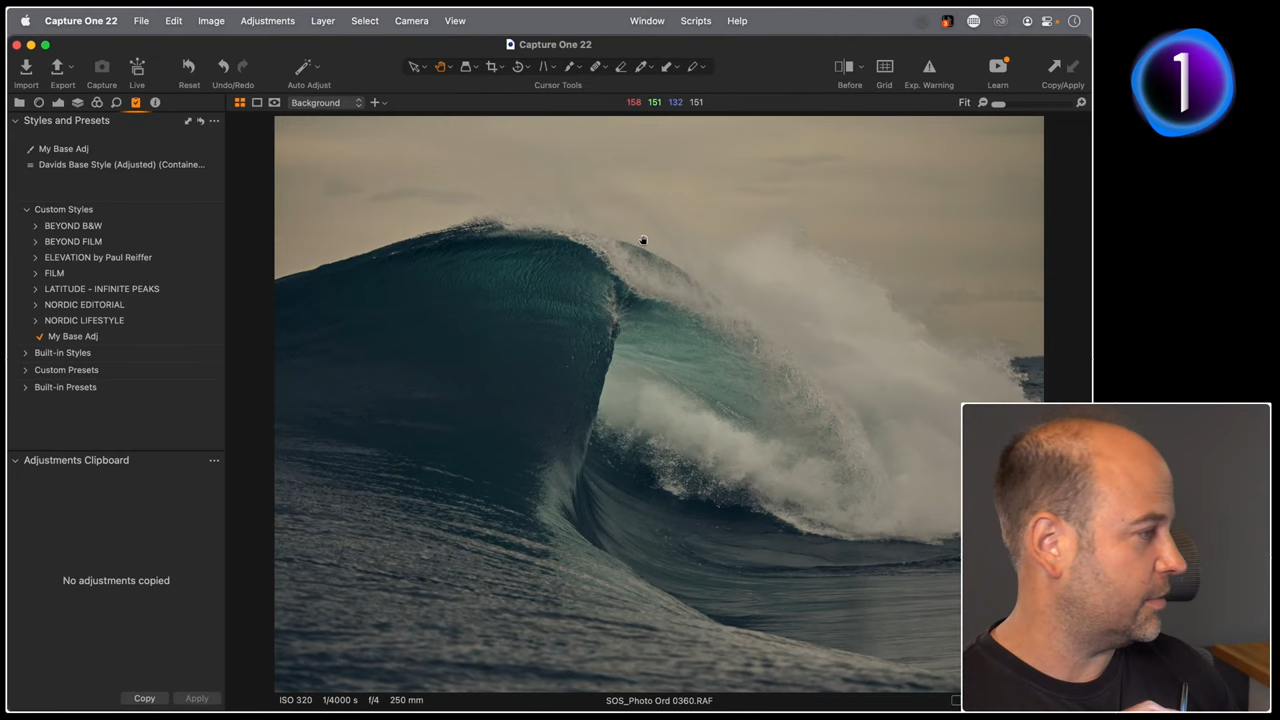 Capture One 22 File Edit Image Adjustments Layer Select Camera View Window Scripts Help
Capture One 22
Import Export Capture Live Reset Undo/Redo Auto Adjust Cursor Tools Before Grid Exp. Warning Learn Copy/Apply
Background 158 151 132 151 Fit
Styles and Presets
My Base Adj
Davids Base Style (Adjusted) (Containe...
Custom Styles
BEYOND B&W
BEYOND FILM
ELEVATION by Paul Reiffer
FILM
LATITUDE - INFINITE PEAKS
NORDIC EDITORIAL
NORDIC LIFESTYLE
My Base Adj
Built-in Styles
Custom Presets
Built-in Presets
Adjustments Clipboard
No adjustments copied
Copy Apply
ISO 320 1/4000 s f/4 250 mm SOS_Photo Ord 0360.RAF
1